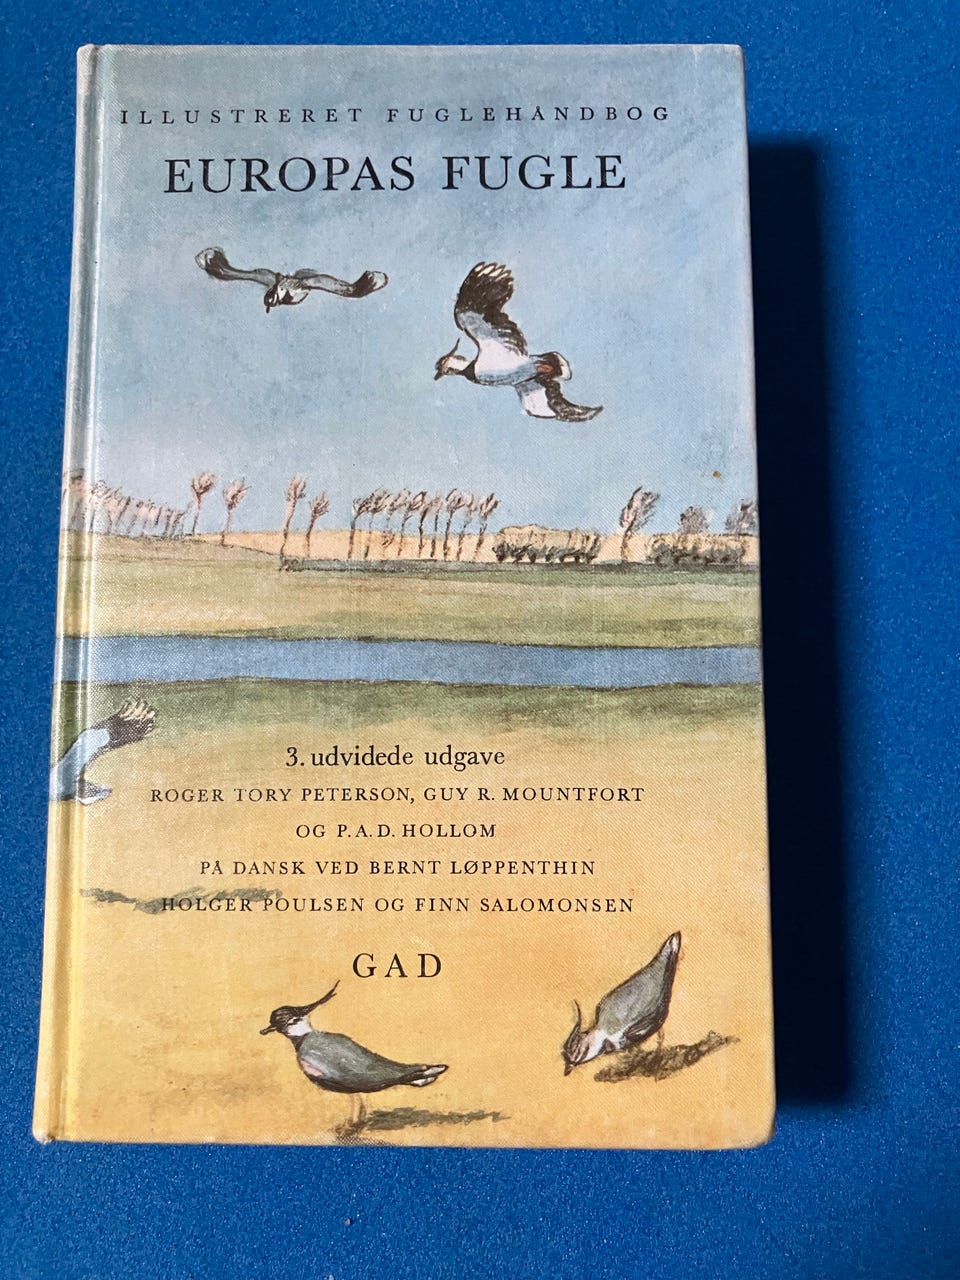 ILLUSTRERET FUGLEHÅNDBOG
EUROPAS FUGLE
3. udvidede udgave
ROGER TORY PETERSON, GUY R. MOUNTFORT
OG P.A.D. HOLLOM
PÅ DANSK VED BERNT LØPPENTHIN
HOLGER POULSEN OG FINN SALOMONSEN
GAD